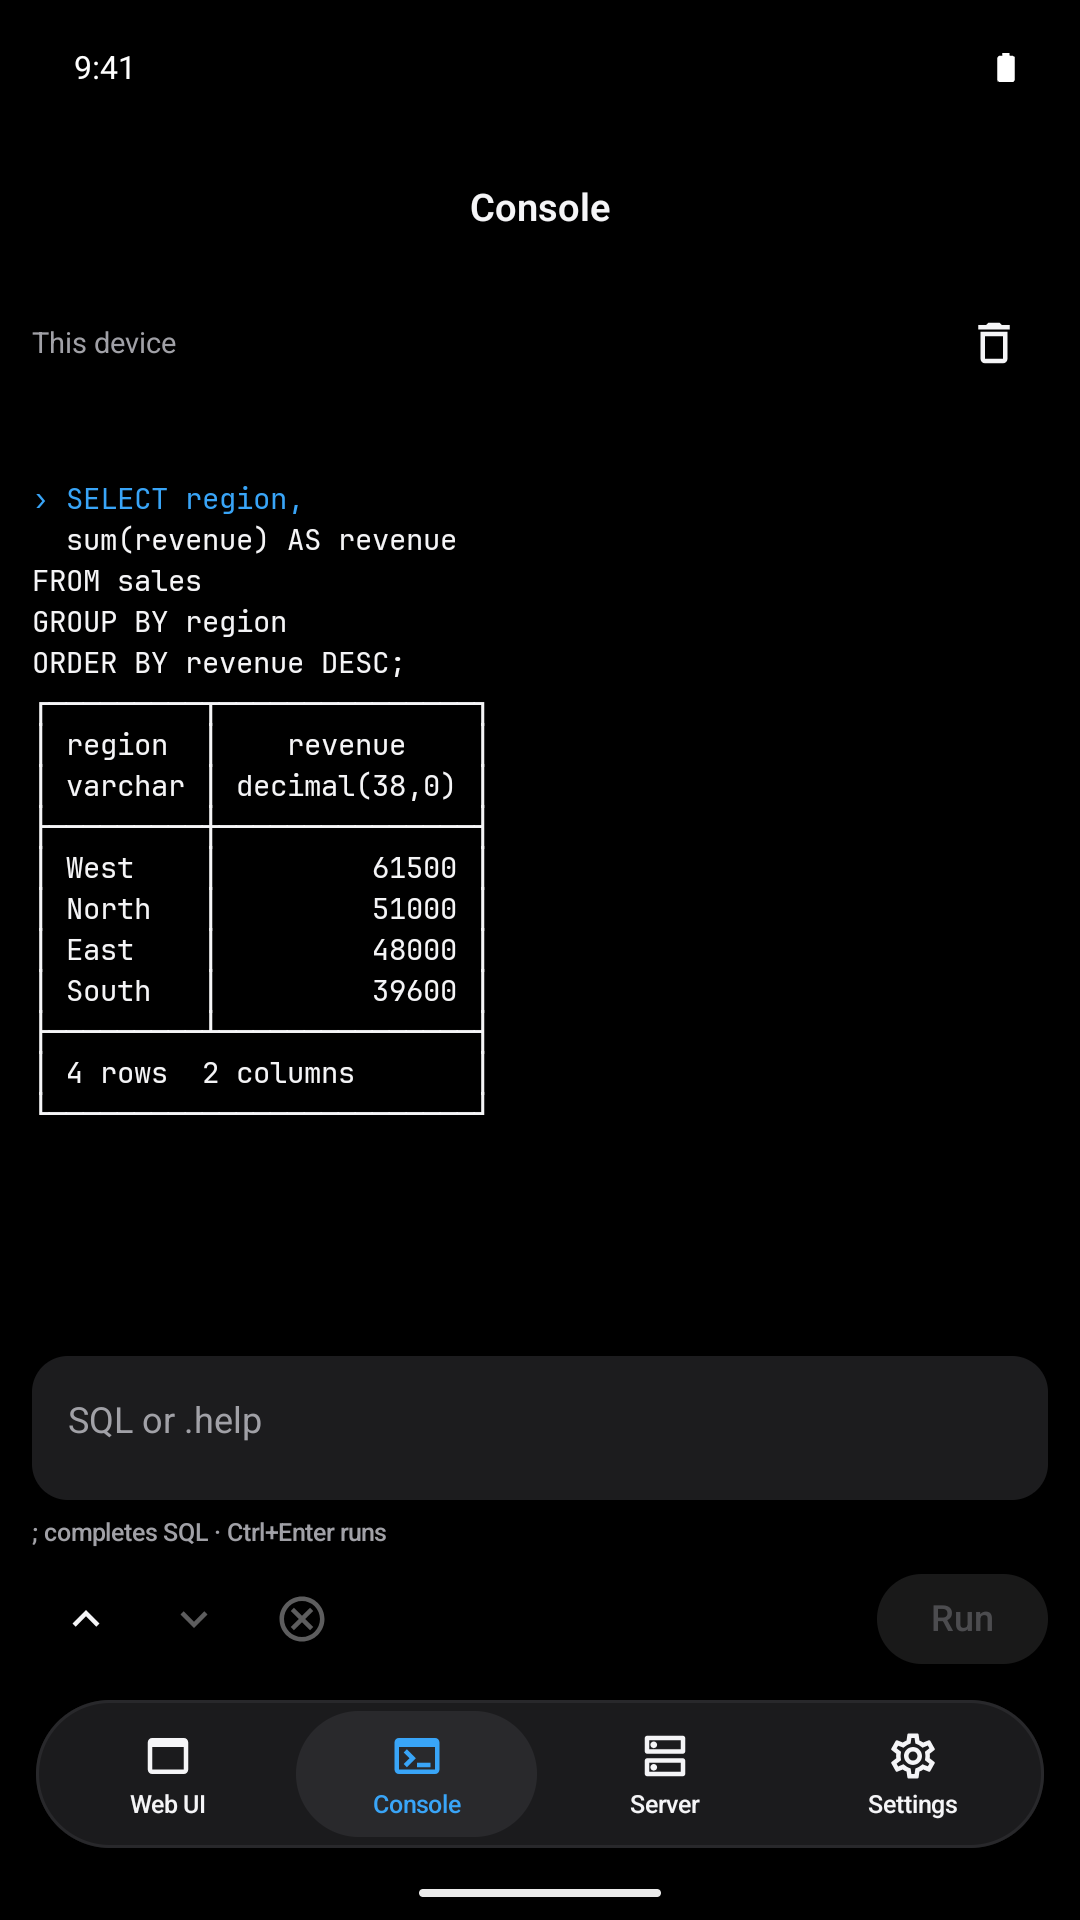 9:41
Console
This device
› SELECT region,
  sum(revenue) AS revenue
FROM sales
GROUP BY region
ORDER BY revenue DESC;
region revenue
varchar decimal(38,0)
West 61500
North 51000
East 48000
South 39600
4 rows  2 columns
SQL or .help
; completes SQL · Ctrl+Enter runs
Run
Web UI Console Server Settings